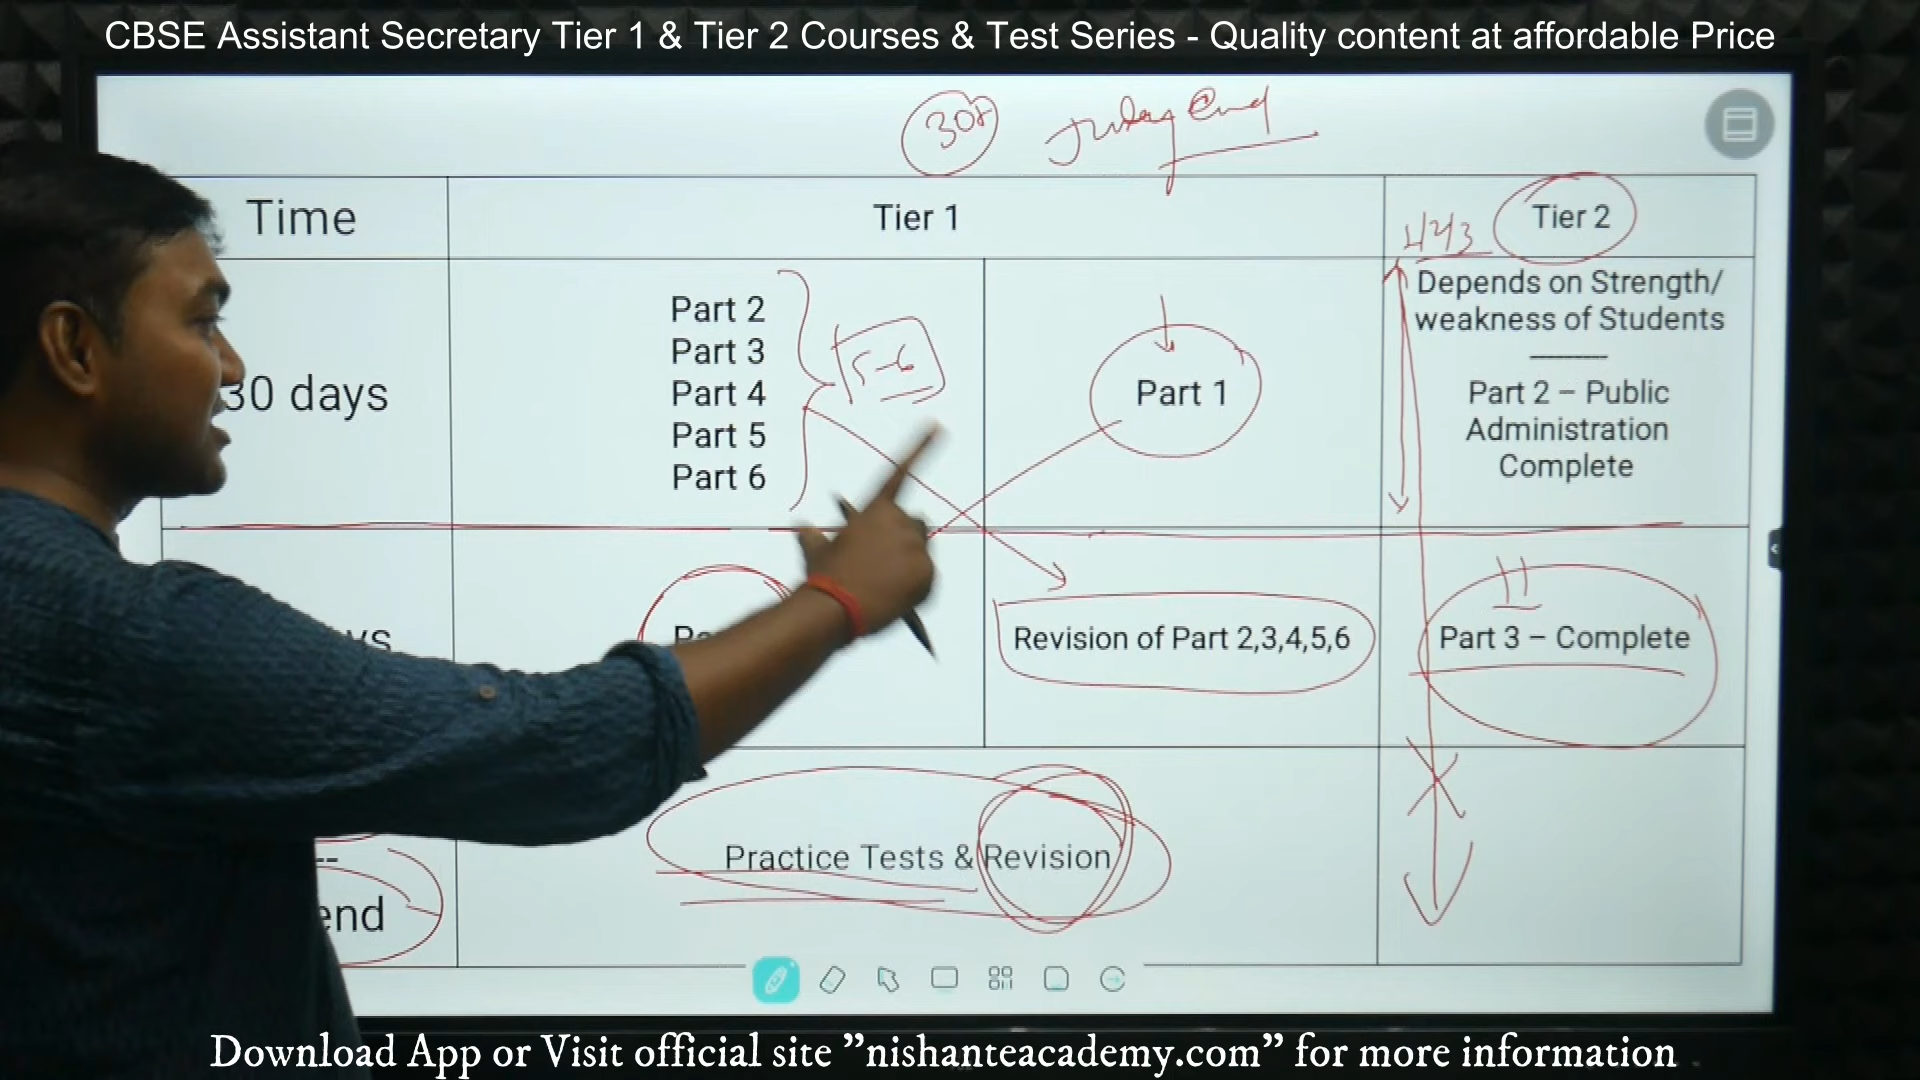 CBSE Assistant Secretary Tier 1 & Tier 2 Courses & Test Series - Quality content at affordable Price
Time
Tier 1
Tier 2
30 days
Part 2
Part 3
Part 4
Part 5
Part 6
5-6
Part 1
Depends on Strength/
weakness of Students
Part 2 – Public
Administration
Complete
Revision of Part 2,3,4,5,6
Part 3 – Complete
Practice Tests & Revision
end
Download App or Visit official site "nishanteacademy.com" for more information